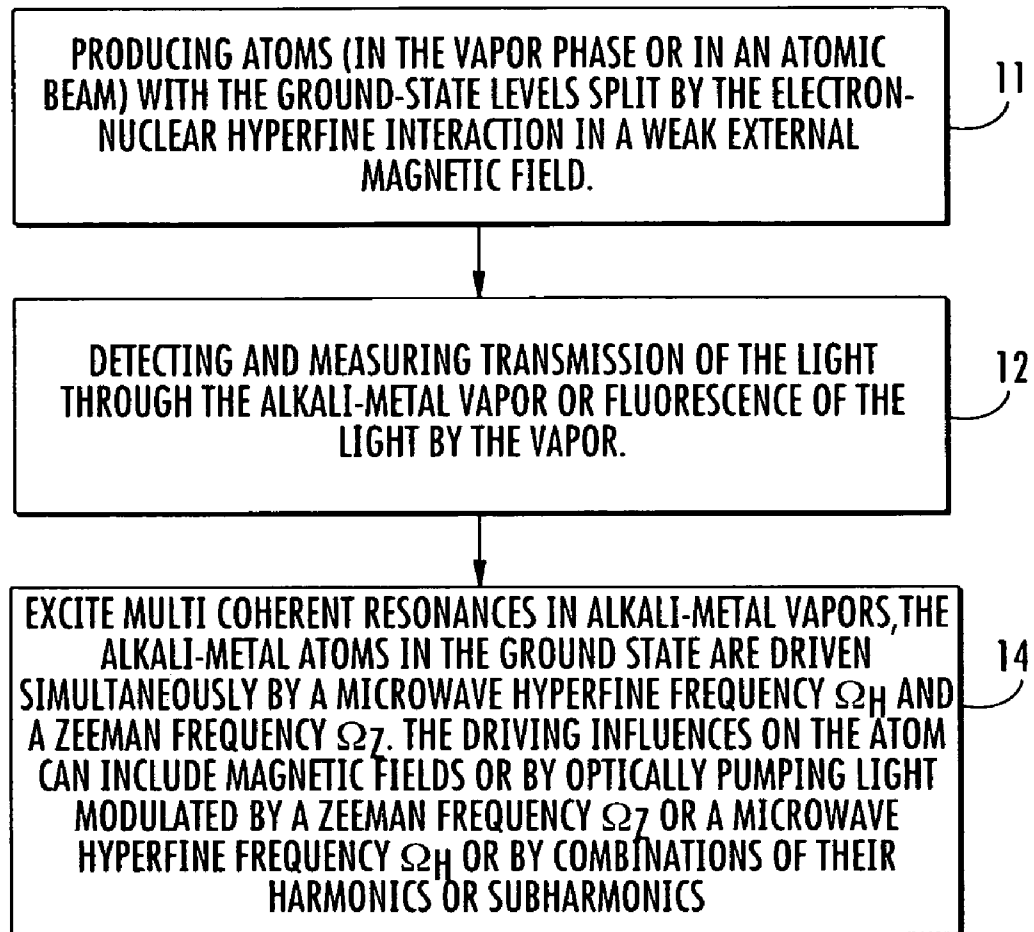 PRODUCING ATOMS (IN THE VAPOR PHASE OR IN AN ATOMIC
BEAM) WITH THE GROUND-STATE LEVELS SPLIT BY THE ELECTRON-
NUCLEAR HYPERFINE INTERACTION IN A WEAK EXTERNAL
MAGNETIC FIELD.
11
DETECTING AND MEASURING TRANSMISSION OF THE LIGHT
THROUGH THE ALKALI-METAL VAPOR OR FLUORESCENCE OF THE
LIGHT BY THE VAPOR.
12
EXCITE MULTI COHERENT RESONANCES IN ALKALI-METAL VAPORS, THE
ALKALI-METAL ATOMS IN THE GROUND STATE ARE DRIVEN
SIMULTANEOUSLY BY A MICROWAVE HYPERFINE FREQUENCY ΩH AND
A ZEEMAN FREQUENCY ΩZ. THE DRIVING INFLUENCES ON THE ATOM
CAN INCLUDE MAGNETIC FIELDS OR BY OPTICALLY PUMPING LIGHT
MODULATED BY A ZEEMAN FREQUENCY ΩZ OR A MICROWAVE
HYPERFINE FREQUENCY ΩH OR BY COMBINATIONS OF THEIR
HARMONICS OR SUBHARMONICS
14